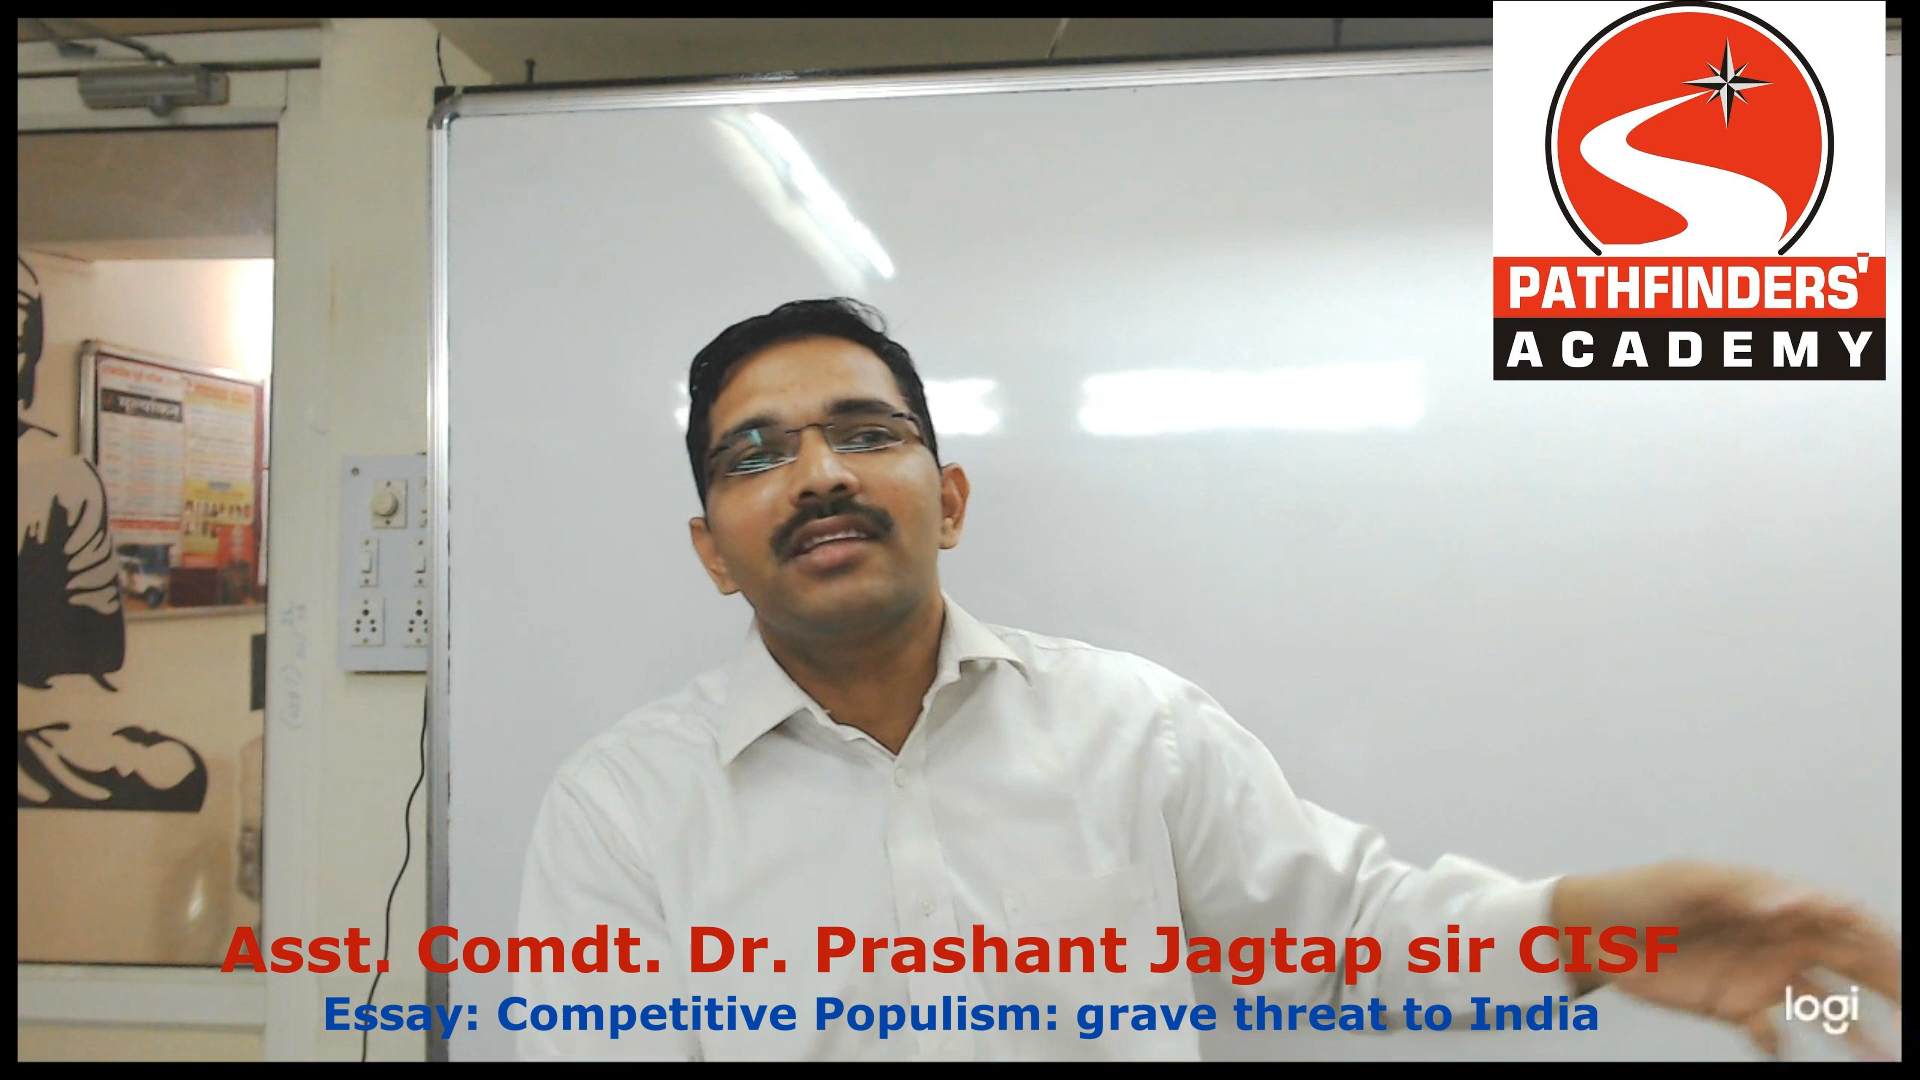 PATHFINDERS'
ACADEMY
Asst. Comdt. Dr. Prashant Jagtap sir CISF
Essay: Competitive Populism: grave threat to India
logi